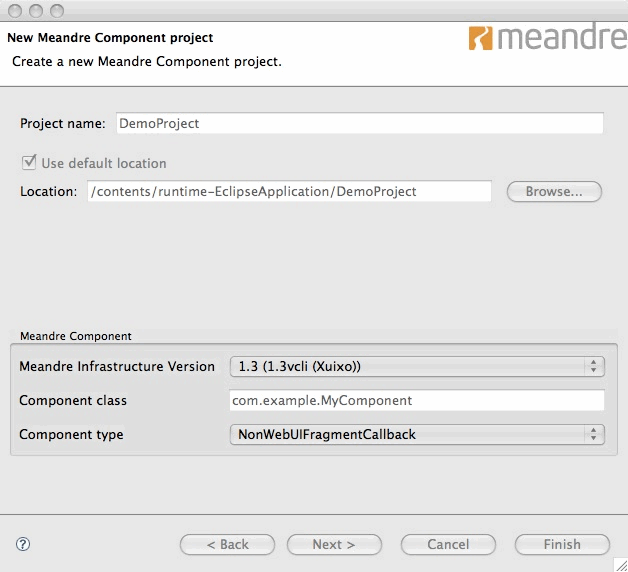 New Meandre Component project
Create a new Meandre Component project.
meandre
Project name: DemoProject
Use default location
Location: /contents/runtime-EclipseApplication/DemoProject Browse...
Meandre Component
Meandre Infrastructure Version 1.3 (1.3vcli (Xuixo))
Component class com.example.MyComponent
Component type NonWebUIFragmentCallback
? < Back Next > Cancel Finish